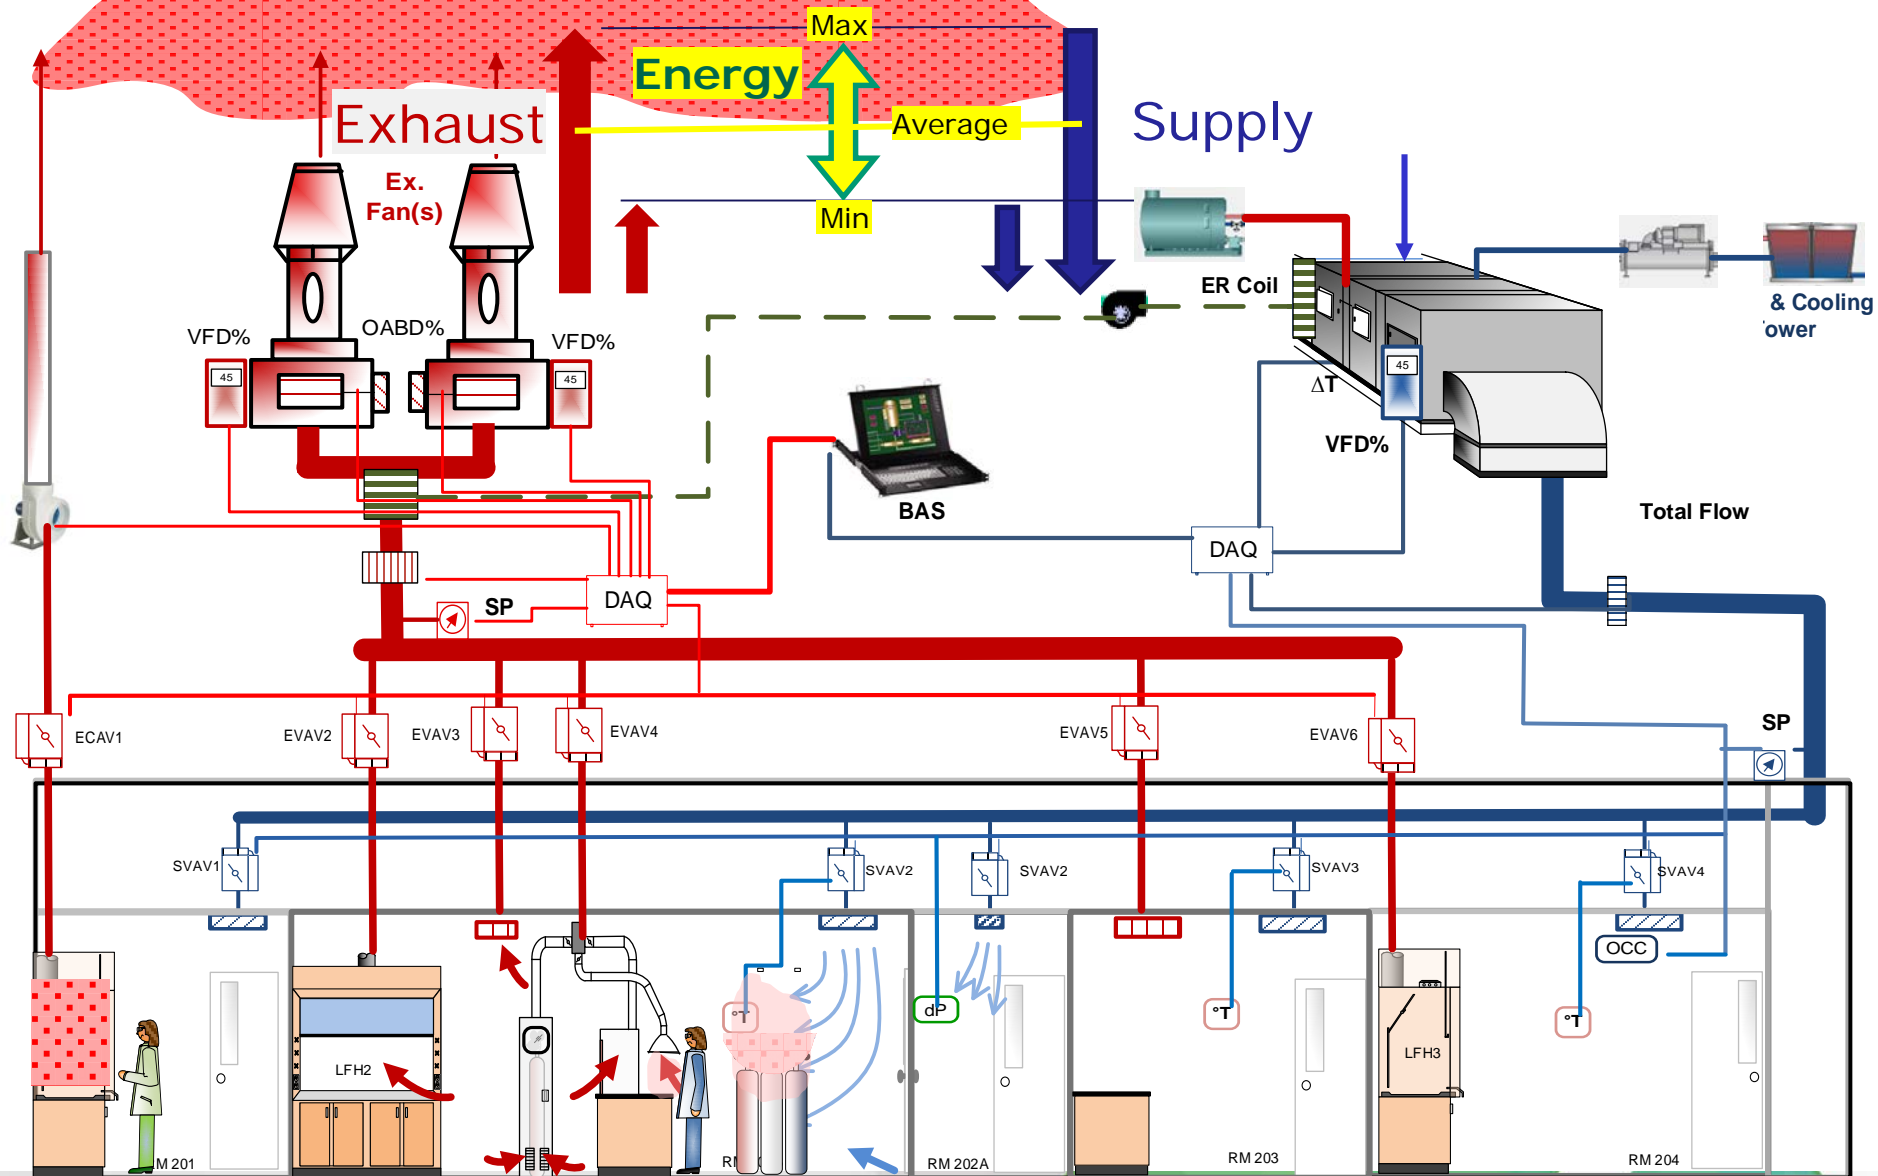 Max
Energy
Exhaust
Average
Supply
Ex.
Fan(s)
Min
ER Coil
& Cooling
ower
VFD%
OABD%
VFD%
45
45
45
ΔT
VFD%
BAS
Total Flow
DAQ
DAQ
SP
SP
ECAV1
EVAV2
EVAV3
EVAV4
EVAV5
EVAV6
SVAV1
SVAV2
SVAV2
SVAV3
SVAV4
OCC
°T
dP
°T
°T
LFH2
LFH3
M 201
RM 202A
RM 203
RM 204